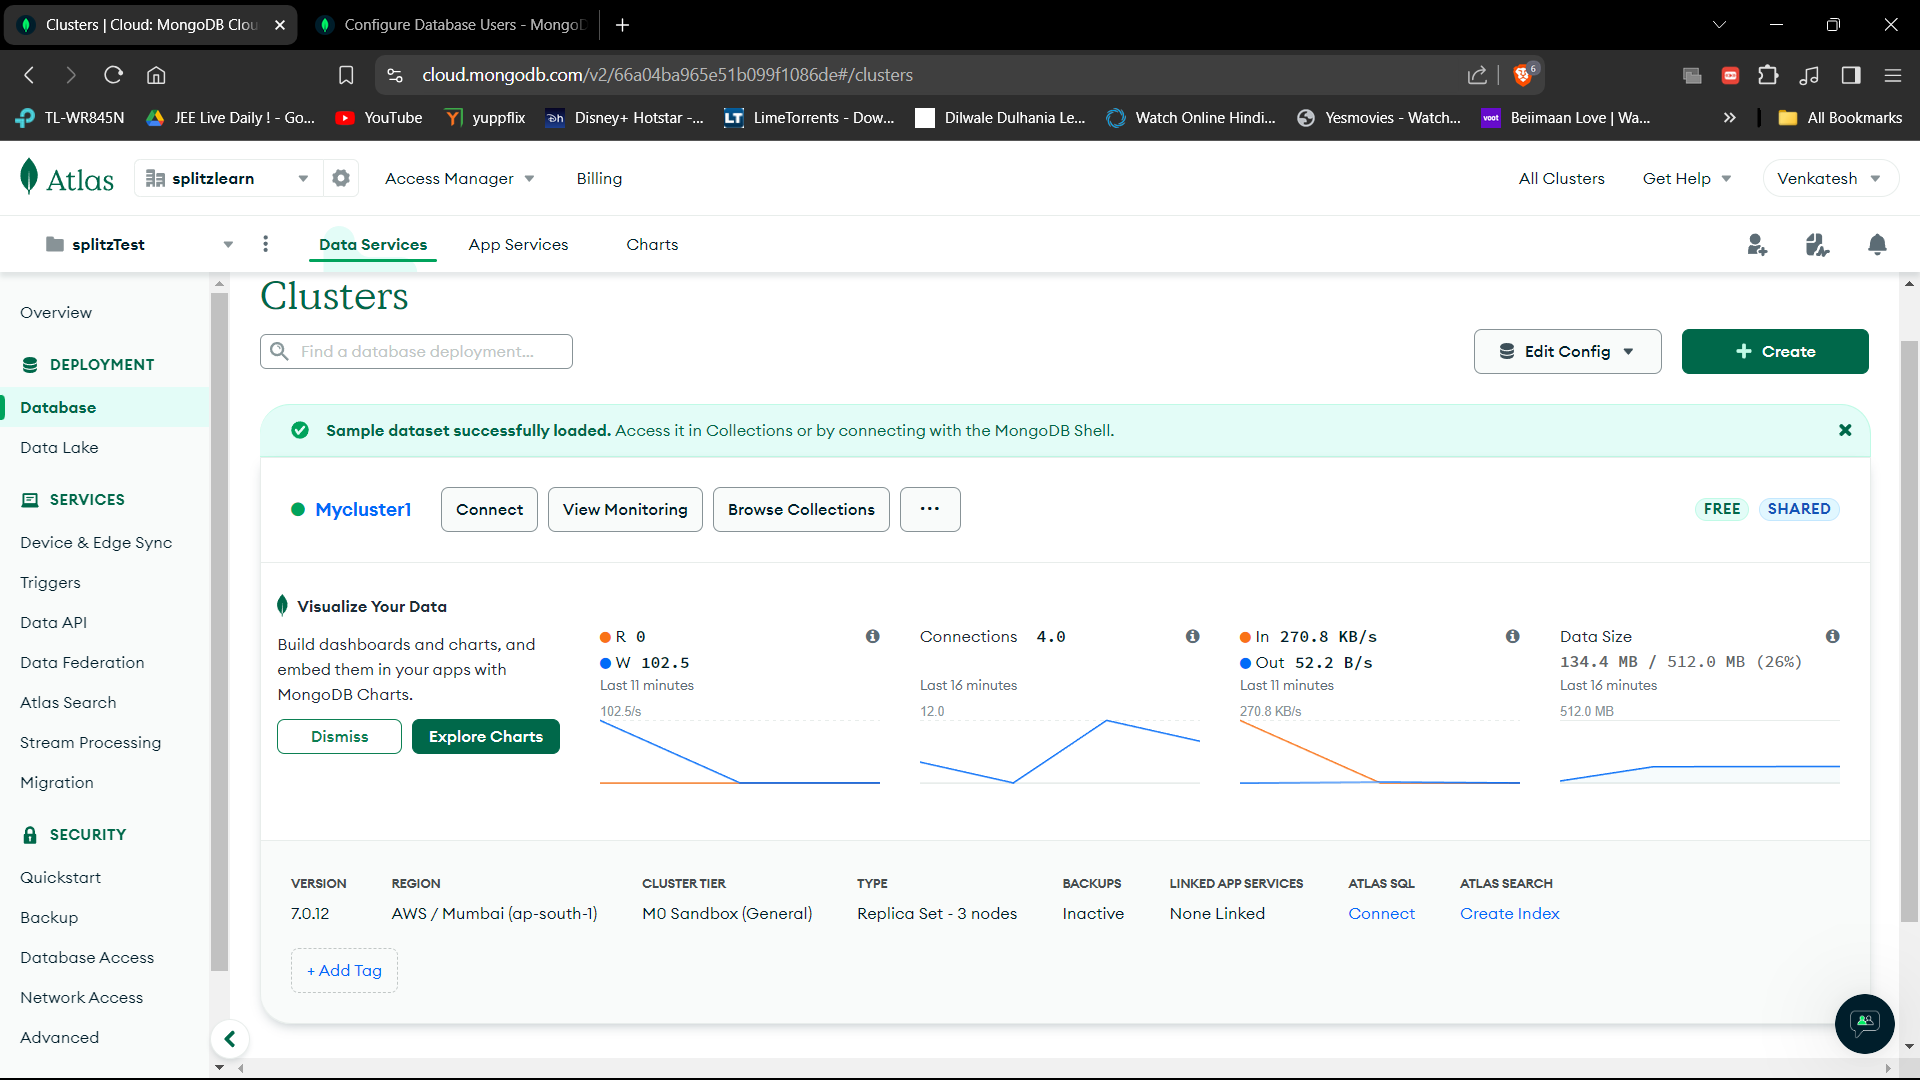 Clusters | Cloud: MongoDB Clou
Configure Database Users - MongoD
cloud.mongodb.com/v2/66a04ba965e51b099f1086de#/clusters
6
TL-WR845N
JEE Live Daily ! - Go...
YouTube
yuppflix
Disney+ Hotstar -...
LimeTorrents - Dow...
Dilwale Dulhania Le...
Watch Online Hindi...
Yesmovies - Watch...
Beiimaan Love | Wa...
All Bookmarks
Atlas
splitzlearn
Access Manager
Billing
All Clusters
Get Help
Venkatesh
splitzTest
Data Services
App Services
Charts
Overview
DEPLOYMENT
Database
Data Lake
SERVICES
Device & Edge Sync
Triggers
Data API
Data Federation
Atlas Search
Stream Processing
Migration
SECURITY
Quickstart
Backup
Database Access
Network Access
Advanced
Clusters
Find a database deployment...
Edit Config
+ Create
Sample dataset successfully loaded. Access it in Collections or by connecting with the MongoDB Shell.
Mycluster1
Connect
View Monitoring
Browse Collections
...
FREE
SHARED
Visualize Your Data
Build dashboards and charts, and
embed them in your apps with
MongoDB Charts.
Dismiss
Explore Charts
R 0
W 102.5
Last 11 minutes
102.5/s
Connections 4.0
Last 16 minutes
12.0
In 270.8 KB/s
Out 52.2 B/s
Last 11 minutes
270.8 KB/s
Data Size
134.4 MB / 512.0 MB (26%)
Last 16 minutes
512.0 MB
VERSION
7.0.12
REGION
AWS / Mumbai (ap-south-1)
CLUSTER TIER
M0 Sandbox (General)
TYPE
Replica Set - 3 nodes
BACKUPS
Inactive
LINKED APP SERVICES
None Linked
ATLAS SQL
Connect
ATLAS SEARCH
Create Index
+ Add Tag